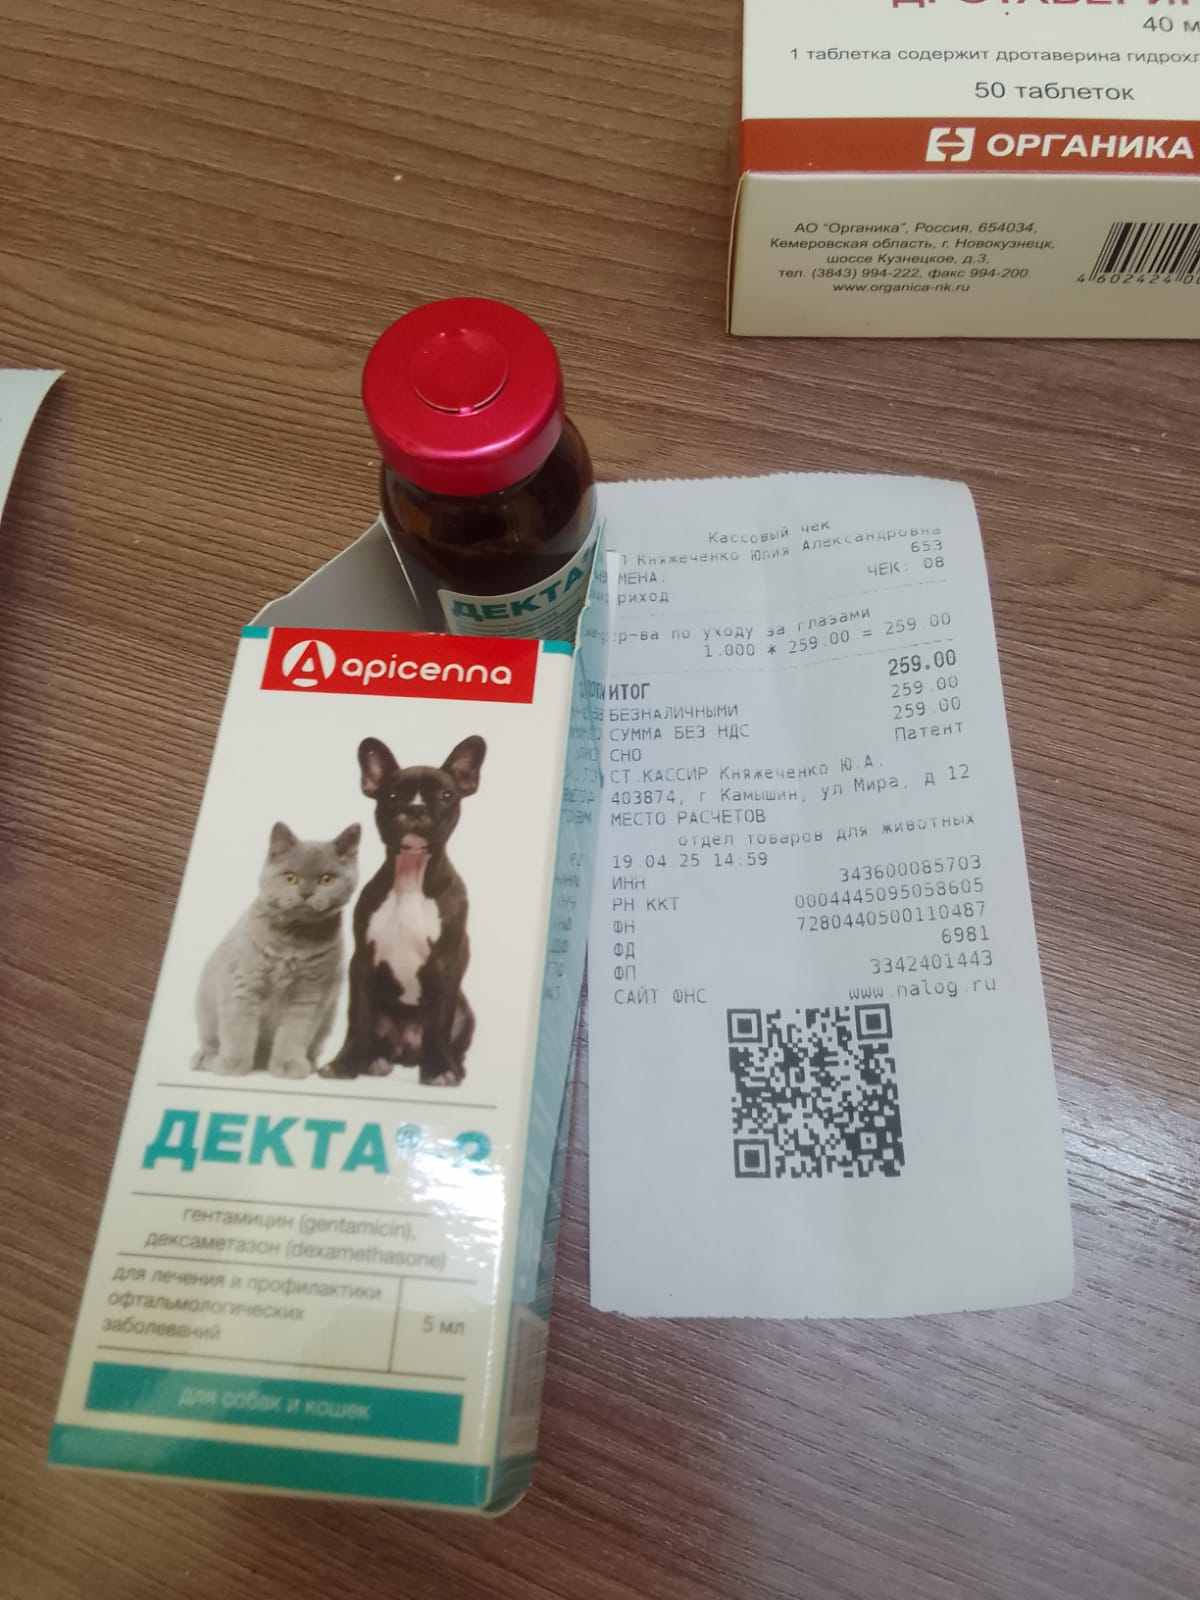 40
1 таблетка содержит дротаверина
50 таблеток
ОРГАНИКА
АО "Органика", Россия, 654034,
Кемеровская область, г. Новокузнецк,
шоссе Кузнецкое, д.3,
тел. (3843) 994-222, факс 994-200
www.organica-nk.ru
4 602424
ДЕКТА
apicenna
ДЕКТА®-2
гентамицин (gentamicin),
дексаметазон (dexamethasone)
для лечения и профилактики
офтальмологических
заболеваний
5 мл
для собак и кошек
Кассовый чек
Княжеченко Юлия Александровна
653
ЧЕК: 08
по уходу за глазами
1.000 * 259.00 = 259.00
ИТОГ 259.00
БЕЗНАЛИЧНЫМИ 259.00
СУММА БЕЗ НДС 259.00
СНО Патент
СТ.КАССИР Княжеченко Ю.А.
403874, г Камышин, ул Мира, д 12
МЕСТО РАСЧЕТОВ
отдел товаров для животных
19.04.25 14:59
ИНН 343600085703
РН ККТ 0004445095058605
ФН 7280440500110487
ФД 6981
ФП 3342401443
САЙТ ФНС www.nalog.ru